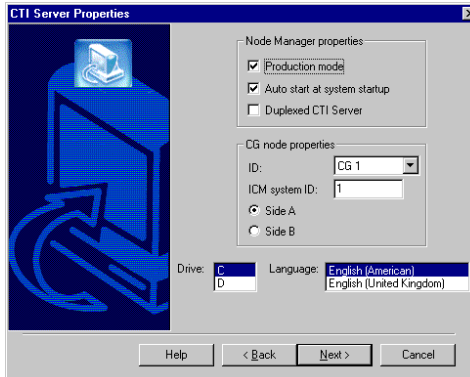 CTI Server Properties
Node Manager properties
Production mode
Auto start at system startup
Duplexed CTI Server
CG node properties
ID: CG 1
ICM system ID: 1
Side A
Side B
Drive: C Language: English (American)
D English (United Kingdom)
Help < Back Next > Cancel